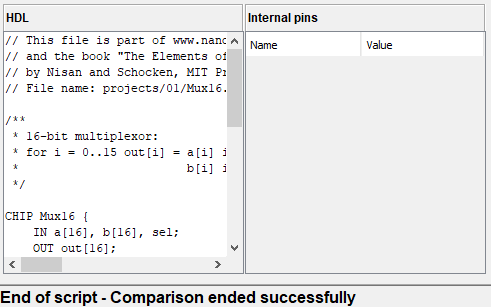 HDL
// This file is part of www.nand
// and the book "The Elements of
// by Nisan and Schocken, MIT Pr
// File name: projects/01/Mux16.
/**
* 16-bit multiplexor:
* for i = 0..15 out[i] = a[i] i
* b[i] i
*/
CHIP Mux16 {
IN a[16], b[16], sel;
OUT out[16];
Internal pins
Name Value
End of script - Comparison ended successfully